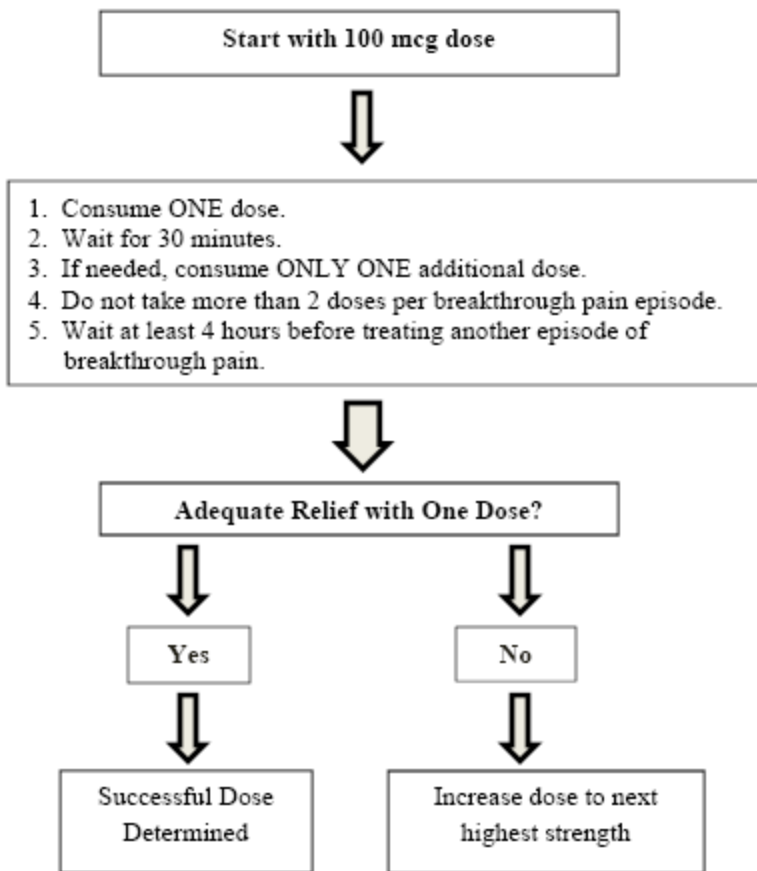 Start with 100 mcg dose
1. Consume ONE dose.
2. Wait for 30 minutes.
3. If needed, consume ONLY ONE additional dose.
4. Do not take more than 2 doses per breakthrough pain episode.
5. Wait at least 4 hours before treating another episode of
breakthrough pain.
Adequate Relief with One Dose?
Yes
No
Successful Dose
Determined
Increase dose to next
highest strength